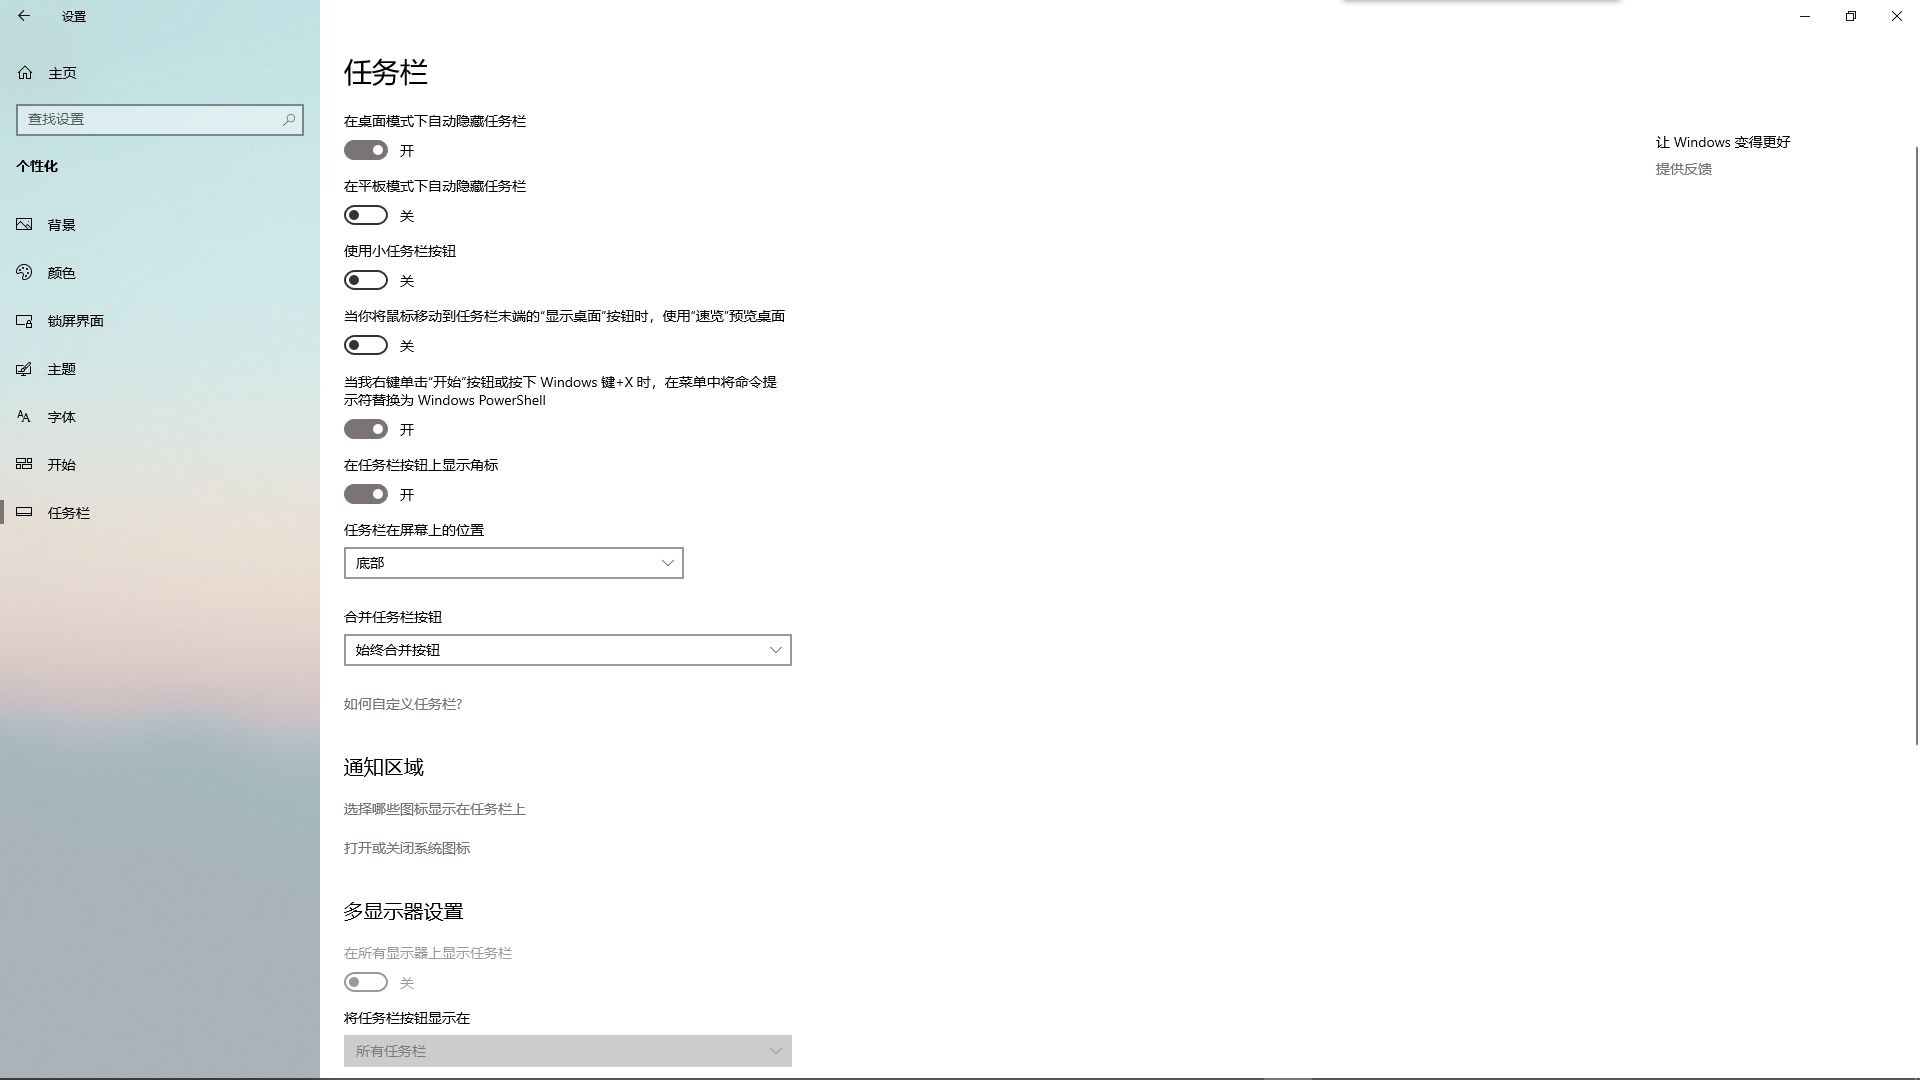 设置
主页
查找设置
个性化
背景
颜色
锁屏界面
主题
字体
开始
任务栏
任务栏
在桌面模式下自动隐藏任务栏
开
在平板模式下自动隐藏任务栏
关
使用小任务栏按钮
关
当你将鼠标移动到任务栏末端的“显示桌面”按钮时，使用“速览”预览桌面
关
当我右键单击“开始”按钮或按下 Windows 键+X 时，在菜单中将命令提
示符替换为 Windows PowerShell
开
在任务栏按钮上显示角标
开
任务栏在屏幕上的位置
底部
合并任务栏按钮
始终合并按钮
如何自定义任务栏?
通知区域
选择哪些图标显示在任务栏上
打开或关闭系统图标
多显示器设置
在所有显示器上显示任务栏
关
将任务栏按钮显示在
所有任务栏
让 Windows 变得更好
提供反馈